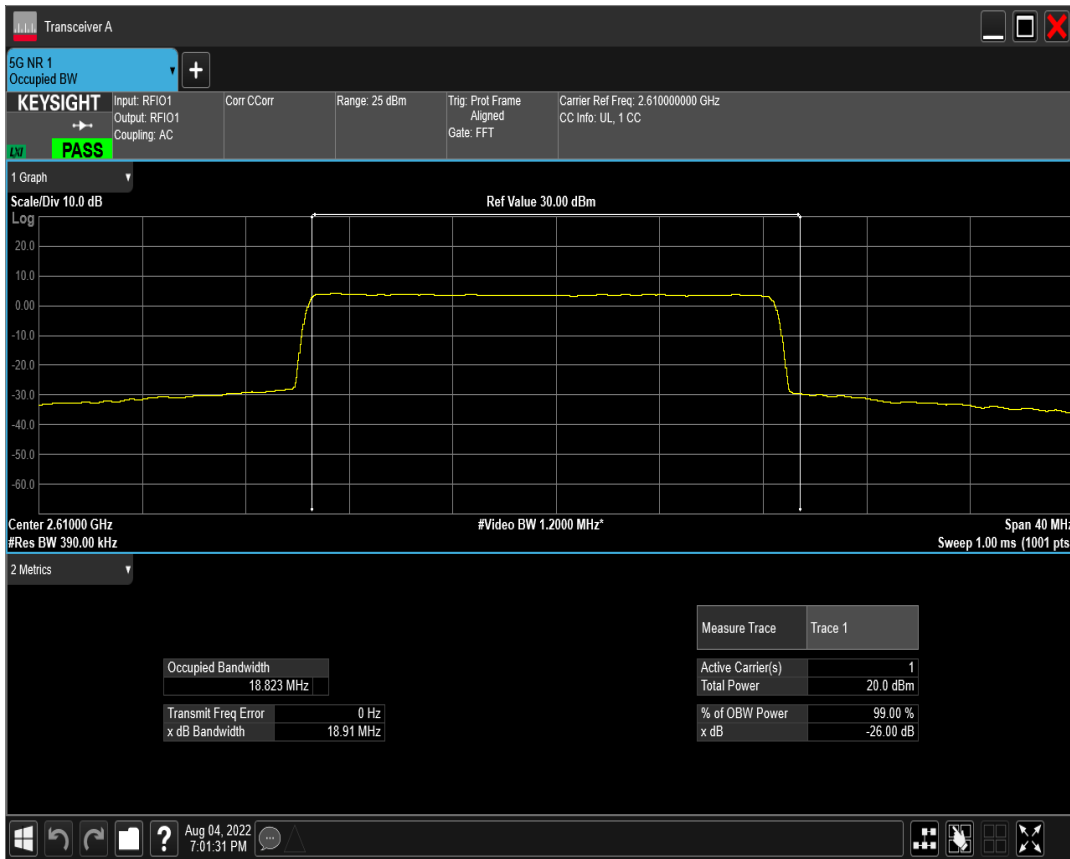 Transceiver A
5G NR 1
Occupied BW
KEYSIGHT
LXI
PASS
Input: RFIO1
Output: RFIO1
Coupling: AC
Corr CCorr
Range: 25 dBm
Trig: Prot Frame
Aligned
Gate: FFT
Carrier Ref Freq: 2.610000000 GHz
CC Info: UL, 1 CC
1 Graph
Scale/Div 10.0 dB
Ref Value 30.00 dBm
Log
20.0
10.0
0.00
-10.0
-20.0
-30.0
-40.0
-50.0
-60.0
Center 2.61000 GHz
#Video BW 1.2000 MHz*
Span 40 MHz
#Res BW 390.00 kHz
Sweep 1.00 ms (1001 pts
2 Metrics
Measure Trace Trace 1
Occupied Bandwidth
18.823 MHz
Active Carrier(s) 1
Total Power 20.0 dBm
Transmit Freq Error 0 Hz
x dB Bandwidth 18.91 MHz
% of OBW Power 99.00 %
x dB -26.00 dB
?
Aug 04, 2022
7:01:31 PM